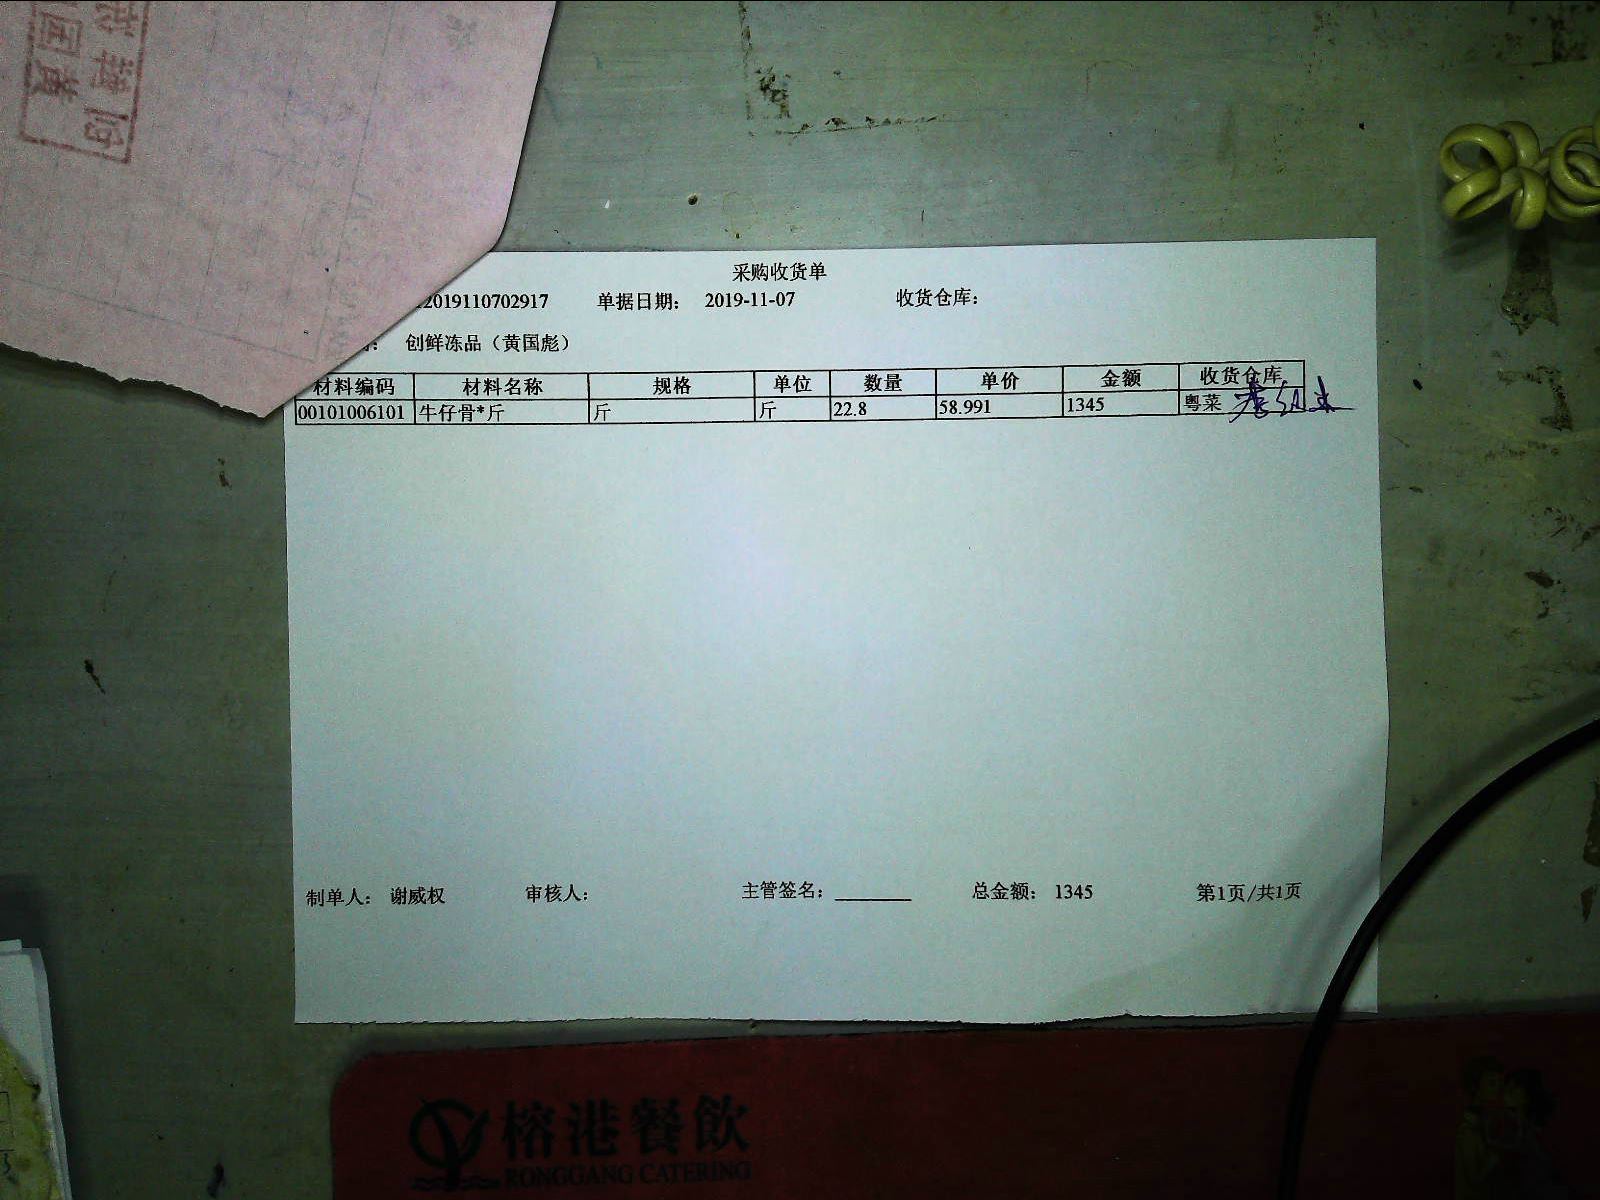 采购收货单
2019110702917 单据日期： 2019-11-07 收货仓库：
： 创鲜冻品（黄国彪）
材料编码 材料名称 规格 单位 数量 单价 金额 收货仓库
00101006101 牛仔骨*斤 斤 斤 22.8 58.991 1345 粤菜
制单人： 谢威权 审核人： 主管签名： 总金额： 1345 第1页/共1页
榕港餐飲
RONGGANG CATERING